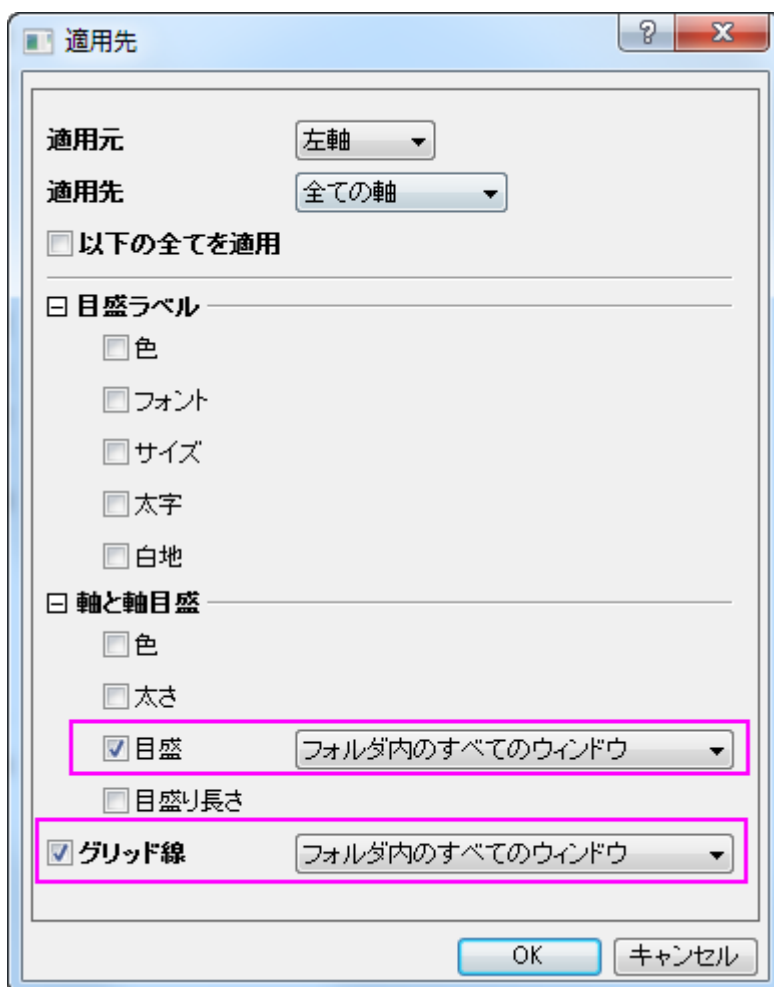 適用先
適用元 左軸
適用先 全ての軸
以下の全てを適用
目盛ラベル
色
フォント
サイズ
太字
白地
軸と軸目盛
色
太さ
目盛 フォルダ内のすべてのウィンドウ
目盛り長さ
グリッド線 フォルダ内のすべてのウィンドウ
OK キャンセル